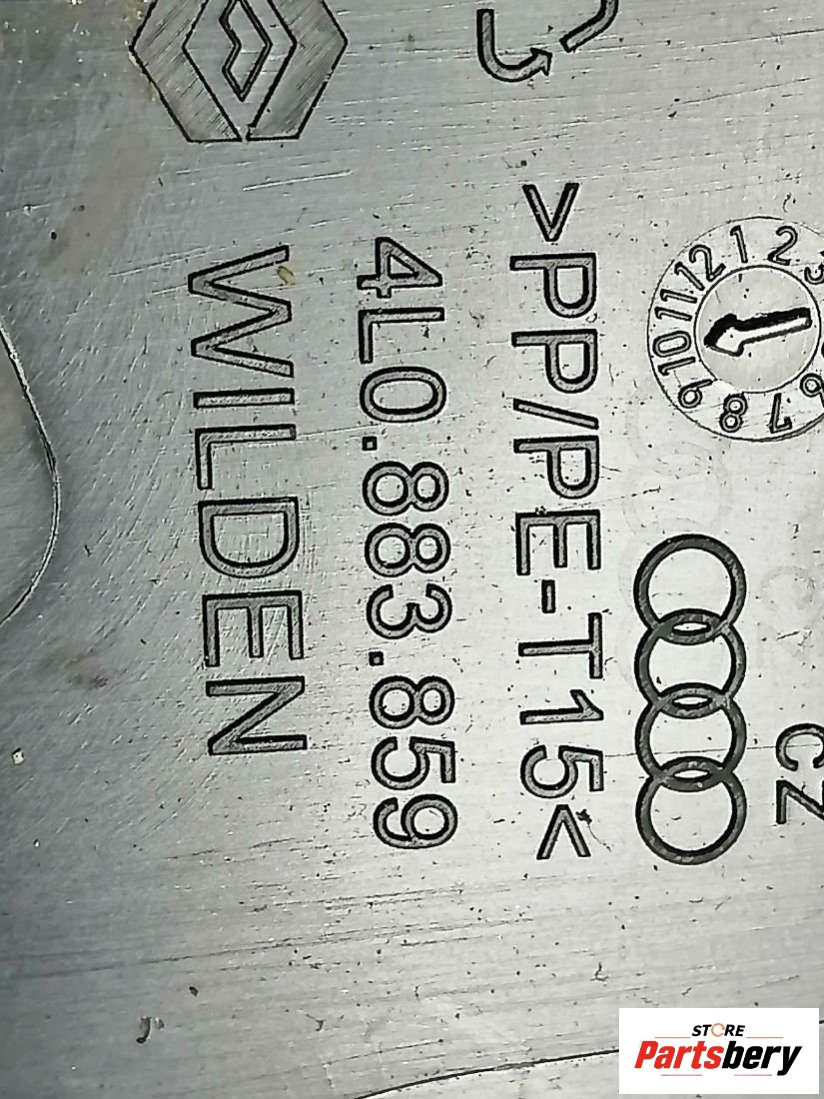 >PP/PE-T15<
4L0.883.859
WILDEN
CZ
12 1 2 3
11
10
9 8 7 6
STORE
Partsbery